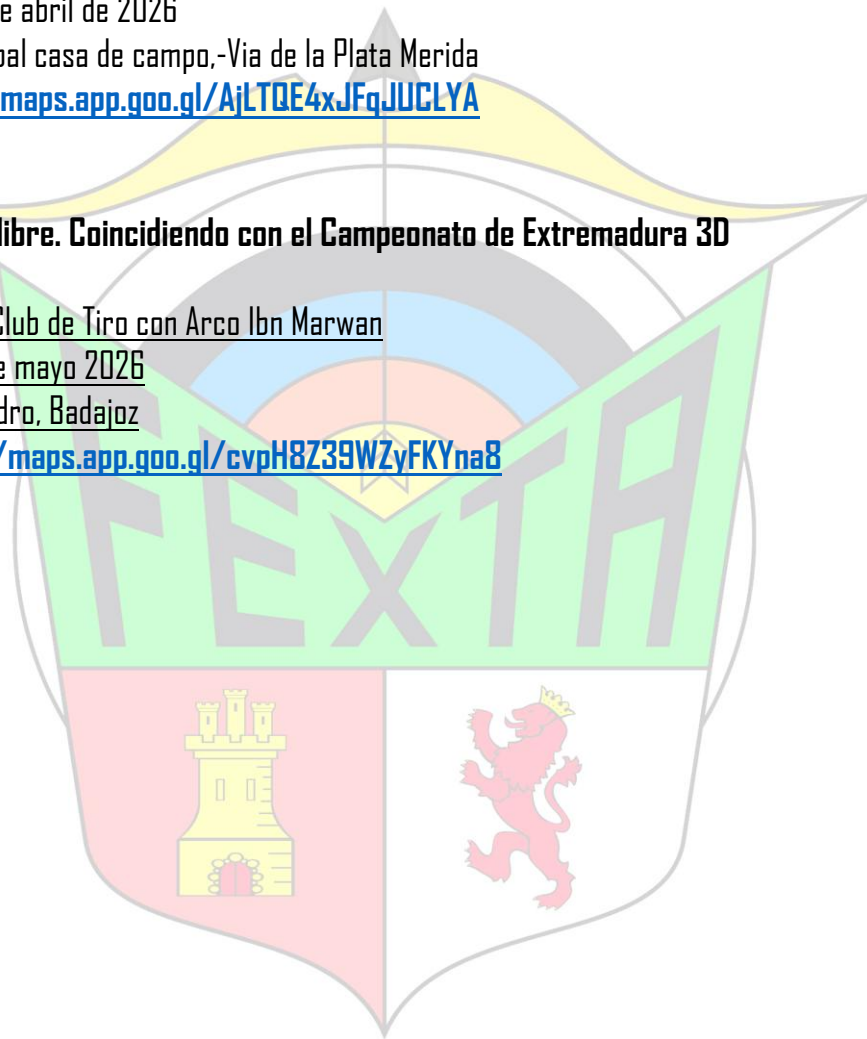 e abril de 2026
pal casa de campo,-Via de la Plata Merida
maps.app.goo.gl/AjLTQE4xJFqJUCLYA
libre. Coincidiendo con el Campeonato de Extremadura 3D
Club de Tiro con Arco Ibn Marwan
e mayo 2026
dro, Badajoz
/maps.app.goo.gl/cvpH8Z39WZyFKYna8
FEXTA